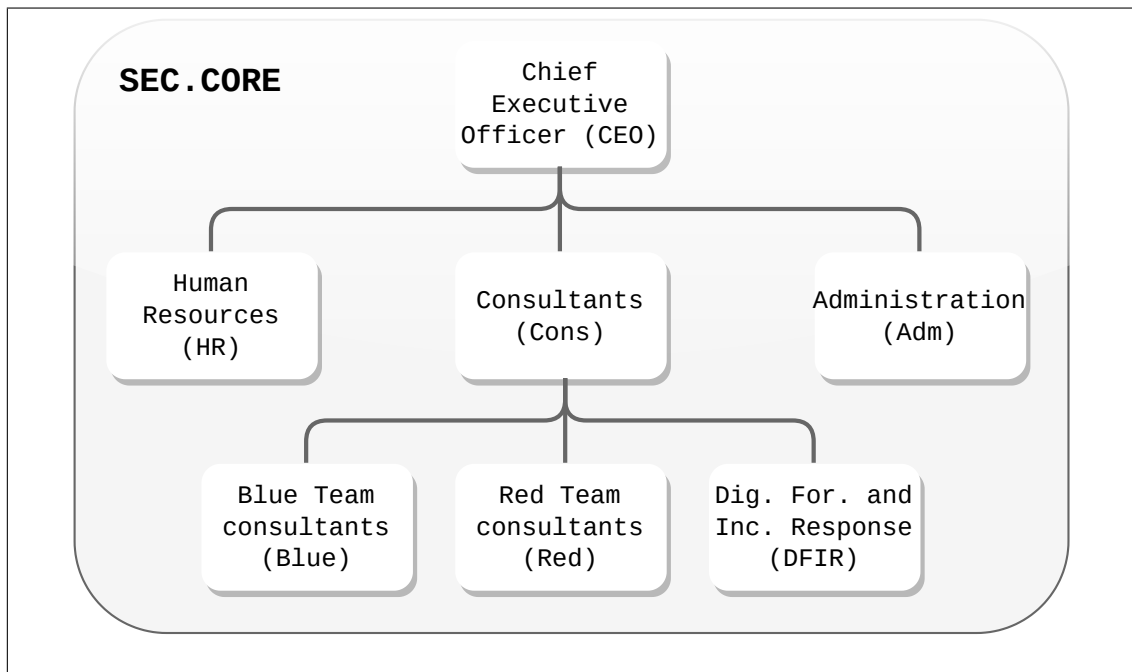 SEC.CORE
Chief
Executive
Officer (CEO)
Human
Resources
(HR)
Consultants
(Cons)
Administration
(Adm)
Blue Team
consultants
(Blue)
Red Team
consultants
(Red)
Dig. For. and
Inc. Response
(DFIR)